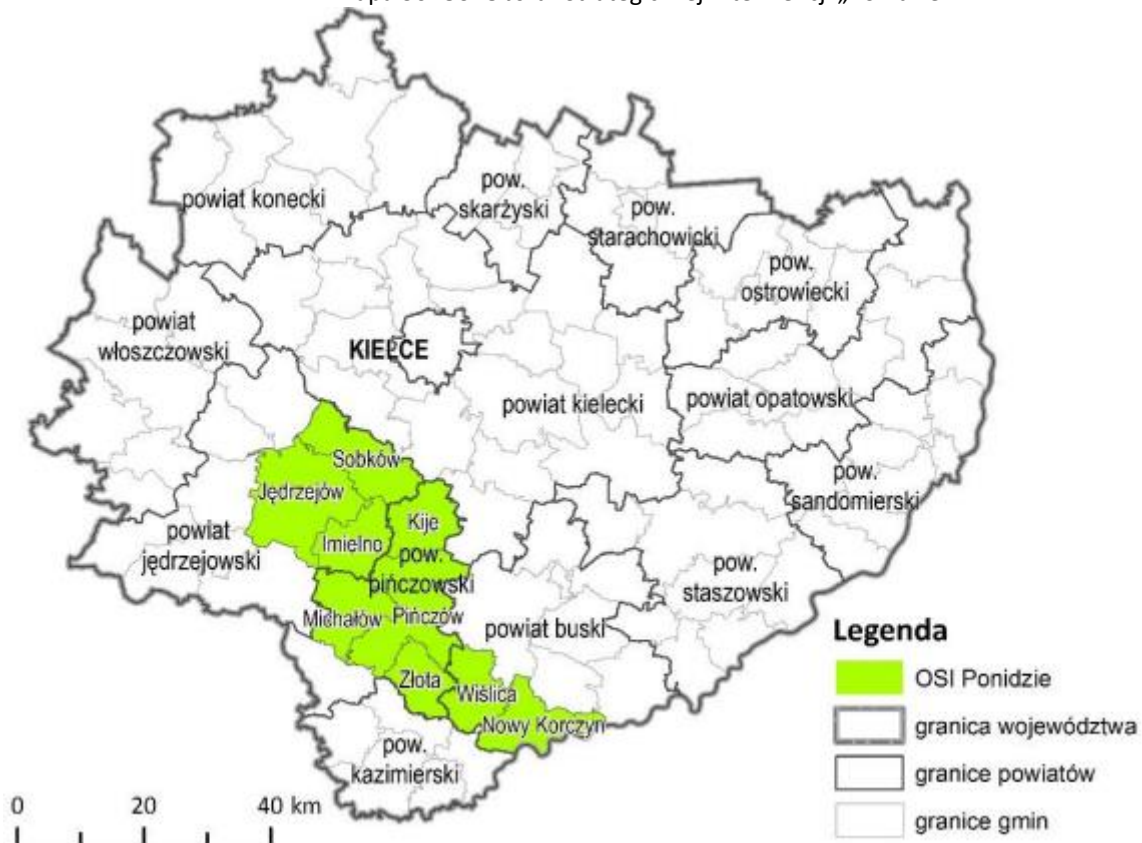 powiat konecki
pow.
skarżyski
pow.
starachowicki
pow.
ostrowiecki
powiat
włoszczowski
KIELCE
powiat kielecki
powiat opatowski
pow.
sandomierski
Sobków
Jędrzejów
Kije
Imielno
powiat
jędrzejowski
pow.
pińczowski
pow.
staszowski
Michałów
Pińczów
powiat buski
Złota
Wiślica
Nowy Korczyn
pow.
kazimierski
Legenda
OSI Ponidzie
granica województwa
granice powiatów
granice gmin
0 20 40 km